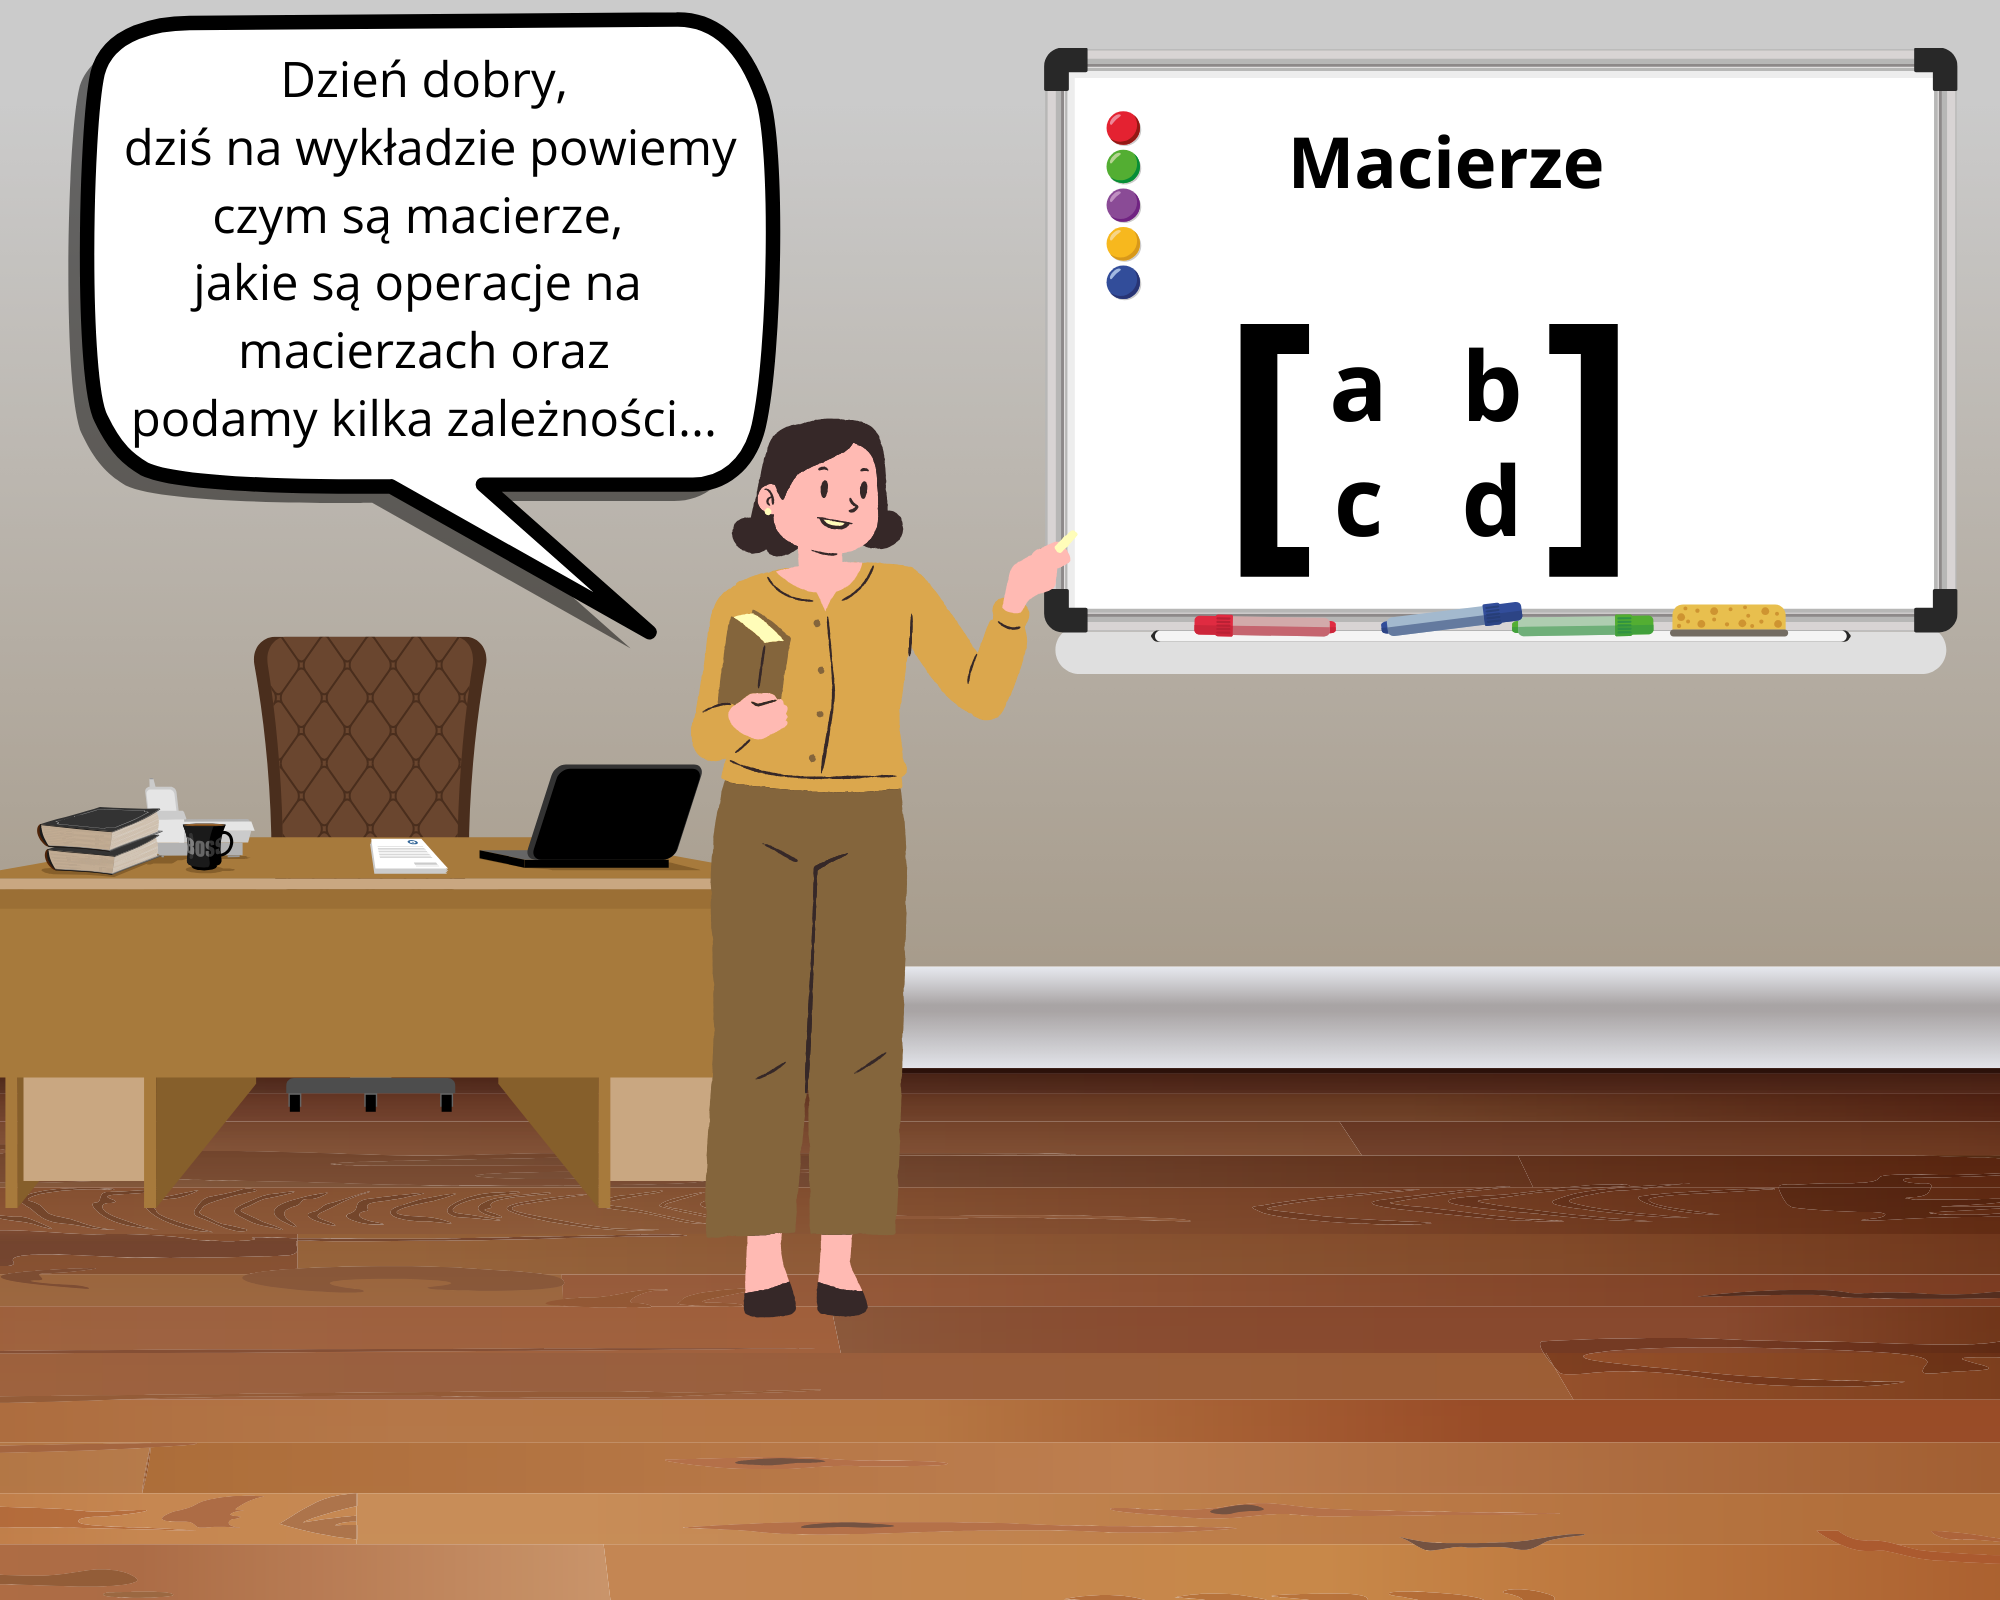 Dzień dobry,
dziś na wykładzie powiemy
czym są macierze,
jakie są operacje na
macierzach oraz
podamy kilka zależności...
Macierze
a b
c d
BOSS